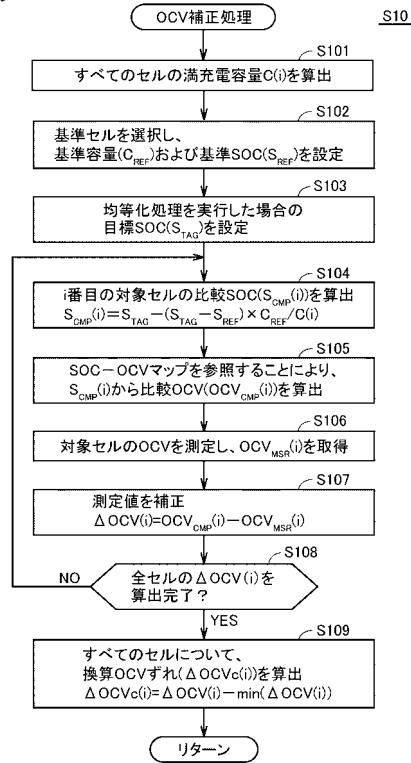 OCV補正処理
S10
S101
すべてのセルの満充電容量C(i)を算出
S102
基準セルを選択し、
基準容量(C_REF)および基準SOC(S_REF)を設定
S103
均等化処理を実行した場合の
目標SOC(S_TAG)を設定
S104
i番目の対象セルの比較SOC(S_CMP(i))を算出
S_CMP(i)=S_TAG−(S_TAG−S_REF)×C_REF/C(i)
S105
SOC−OCVマップを参照することにより、
S_CMP(i)から比較OCV(OCV_CMP(i))を算出
S106
対象セルのOCVを測定し、OCV_MSR(i)を取得
S107
測定値を補正
ΔOCV(i)=OCV_CMP(i)−OCV_MSR(i)
S108
全セルのΔOCV(i)を
算出完了？
NO
YES
S109
すべてのセルについて、
換算OCVずれ(ΔOCVc(i))を算出
ΔOCVc(i)=ΔOCV(i)−min(ΔOCV(i))
リターン